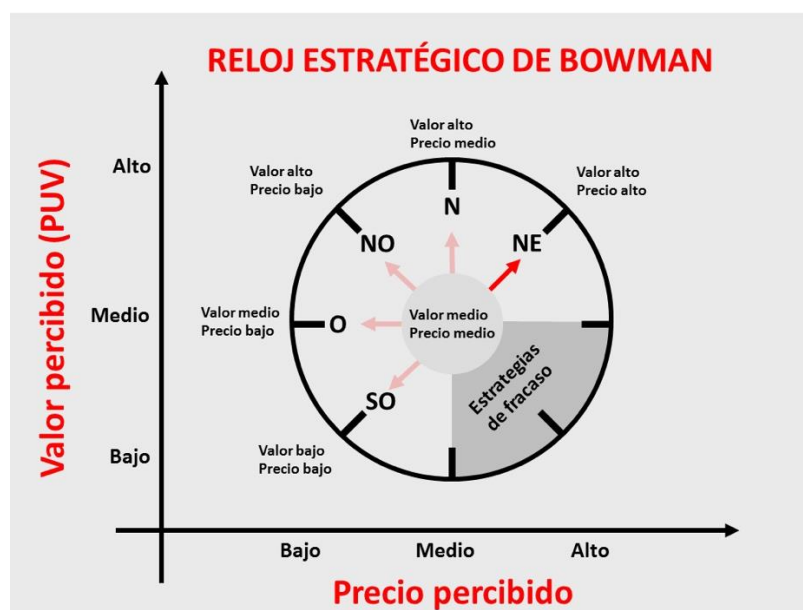 RELOJ ESTRATÉGICO DE BOWMAN
Valor percibido (PUV)
Alto
Medio
Bajo
Valor alto
Precio medio
Valor alto
Precio bajo
Valor alto
Precio alto
N
NO
NE
Valor medio
Precio bajo
O
Valor medio
Precio medio
SO
Estrategias
de fracaso
Valor bajo
Precio bajo
Bajo
Medio
Alto
Precio percibido